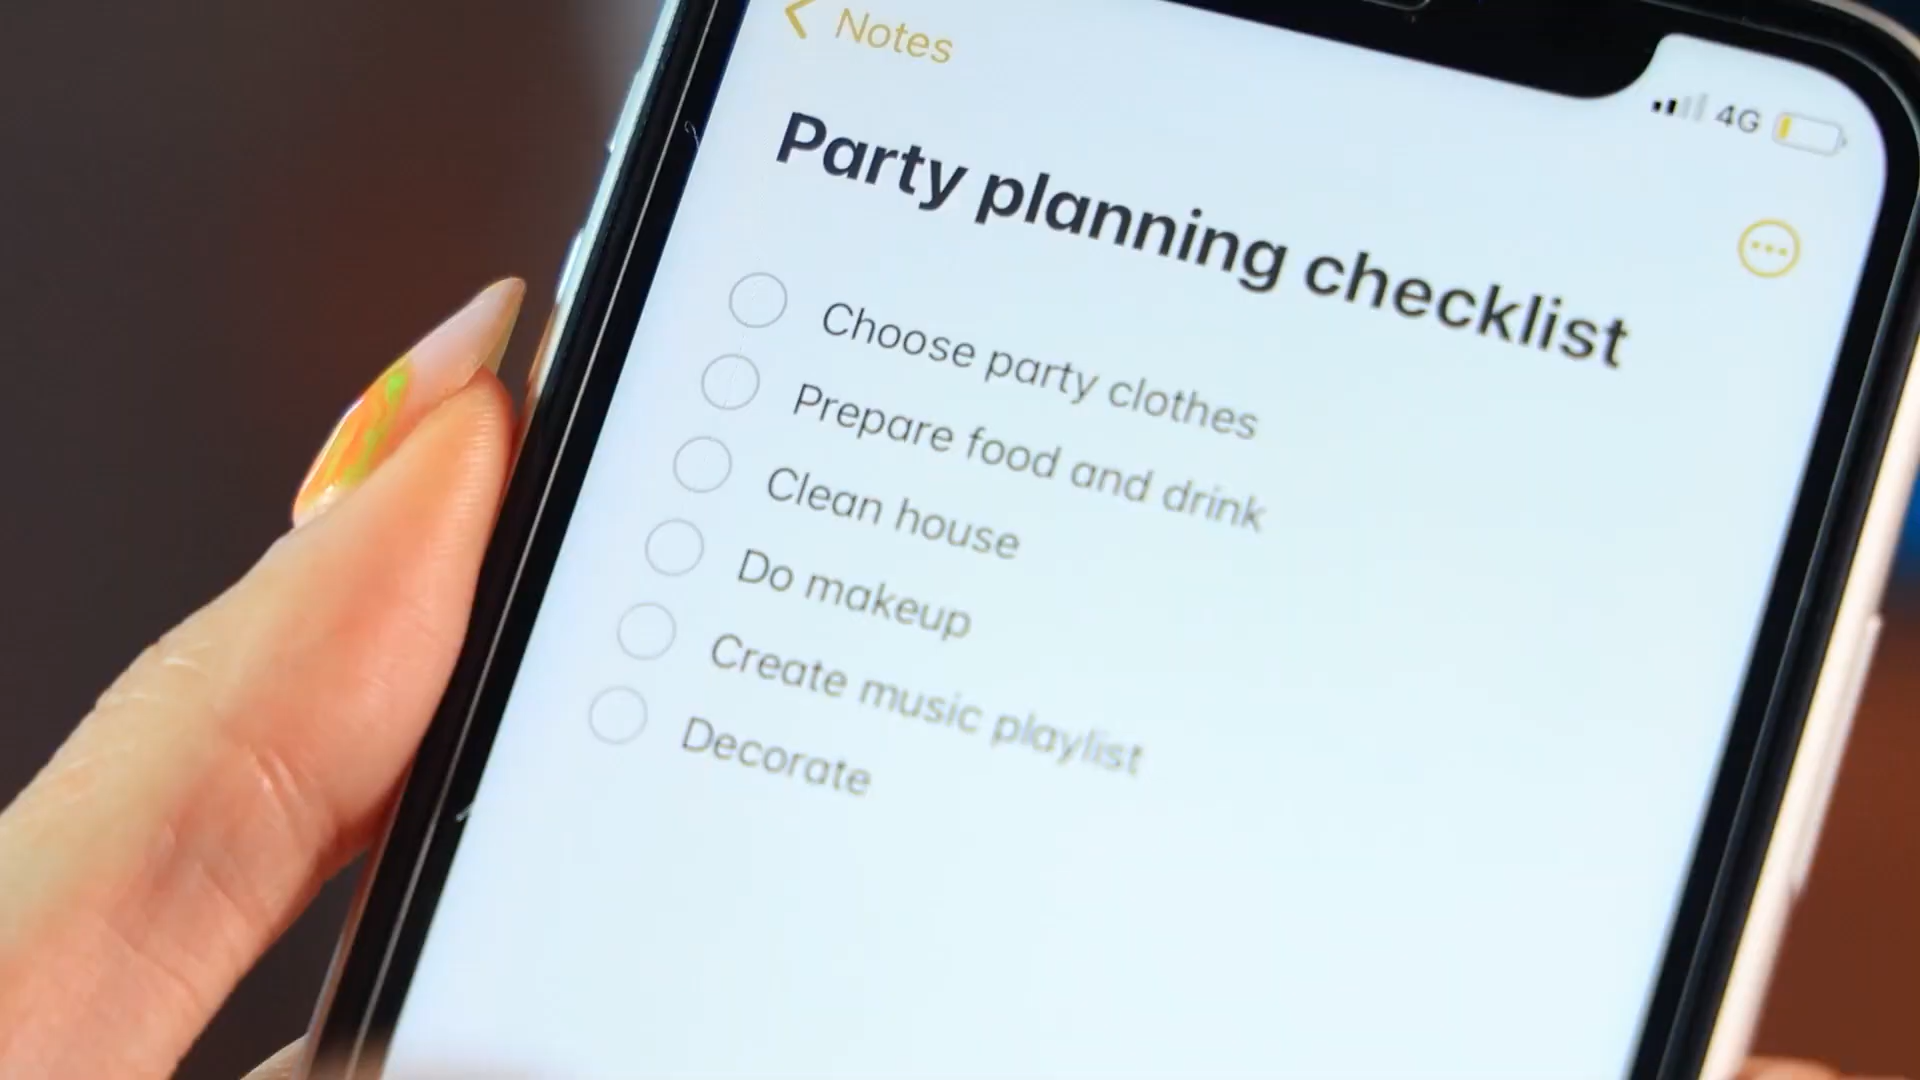 Notes
4G
Party planning checklist
Choose party clothes
Prepare food and drink
Clean house
Do makeup
Create music playlist
Decorate